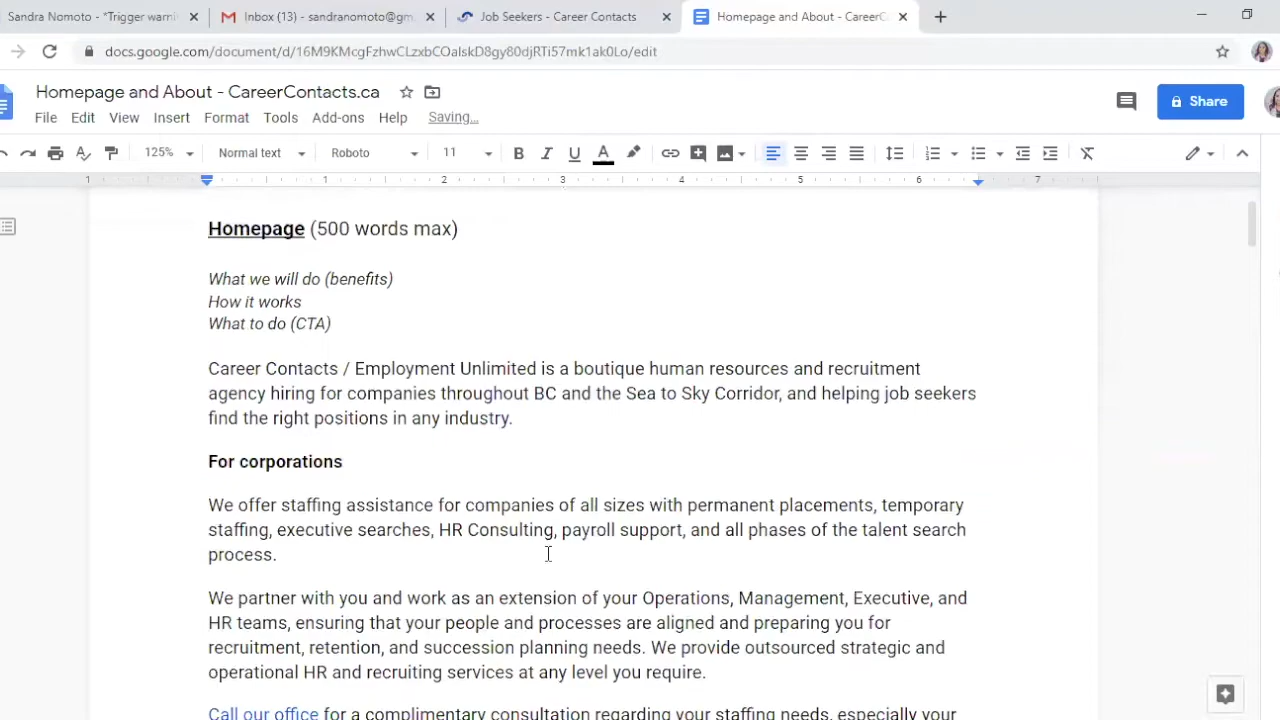 Sandra Nomoto - "Trigger warni
Inbox (13) - sandranomoto@gm
Job Seekers - Career Contacts
Homepage and About - CareerC
docs.google.com/document/d/16M9KMcgFzhwCLzxbCOalskD8gy80djRTi57mk1ak0Lo/edit
Homepage and About - CareerContacts.ca
Share
File Edit View Insert Format Tools Add-ons Help Saving...
125% Normal text Roboto 11
1 1 2 3 4 5 6 7
Homepage (500 words max)
What we will do (benefits)
How it works
What to do (CTA)
Career Contacts / Employment Unlimited is a boutique human resources and recruitment
agency hiring for companies throughout BC and the Sea to Sky Corridor, and helping job seekers
find the right positions in any industry.
For corporations
We offer staffing assistance for companies of all sizes with permanent placements, temporary
staffing, executive searches, HR Consulting, payroll support, and all phases of the talent search
process.
We partner with you and work as an extension of your Operations, Management, Executive, and
HR teams, ensuring that your people and processes are aligned and preparing you for
recruitment, retention, and succession planning needs. We provide outsourced strategic and
operational HR and recruiting services at any level you require.
Call our office for a complimentary consultation regarding your staffing needs, especially your